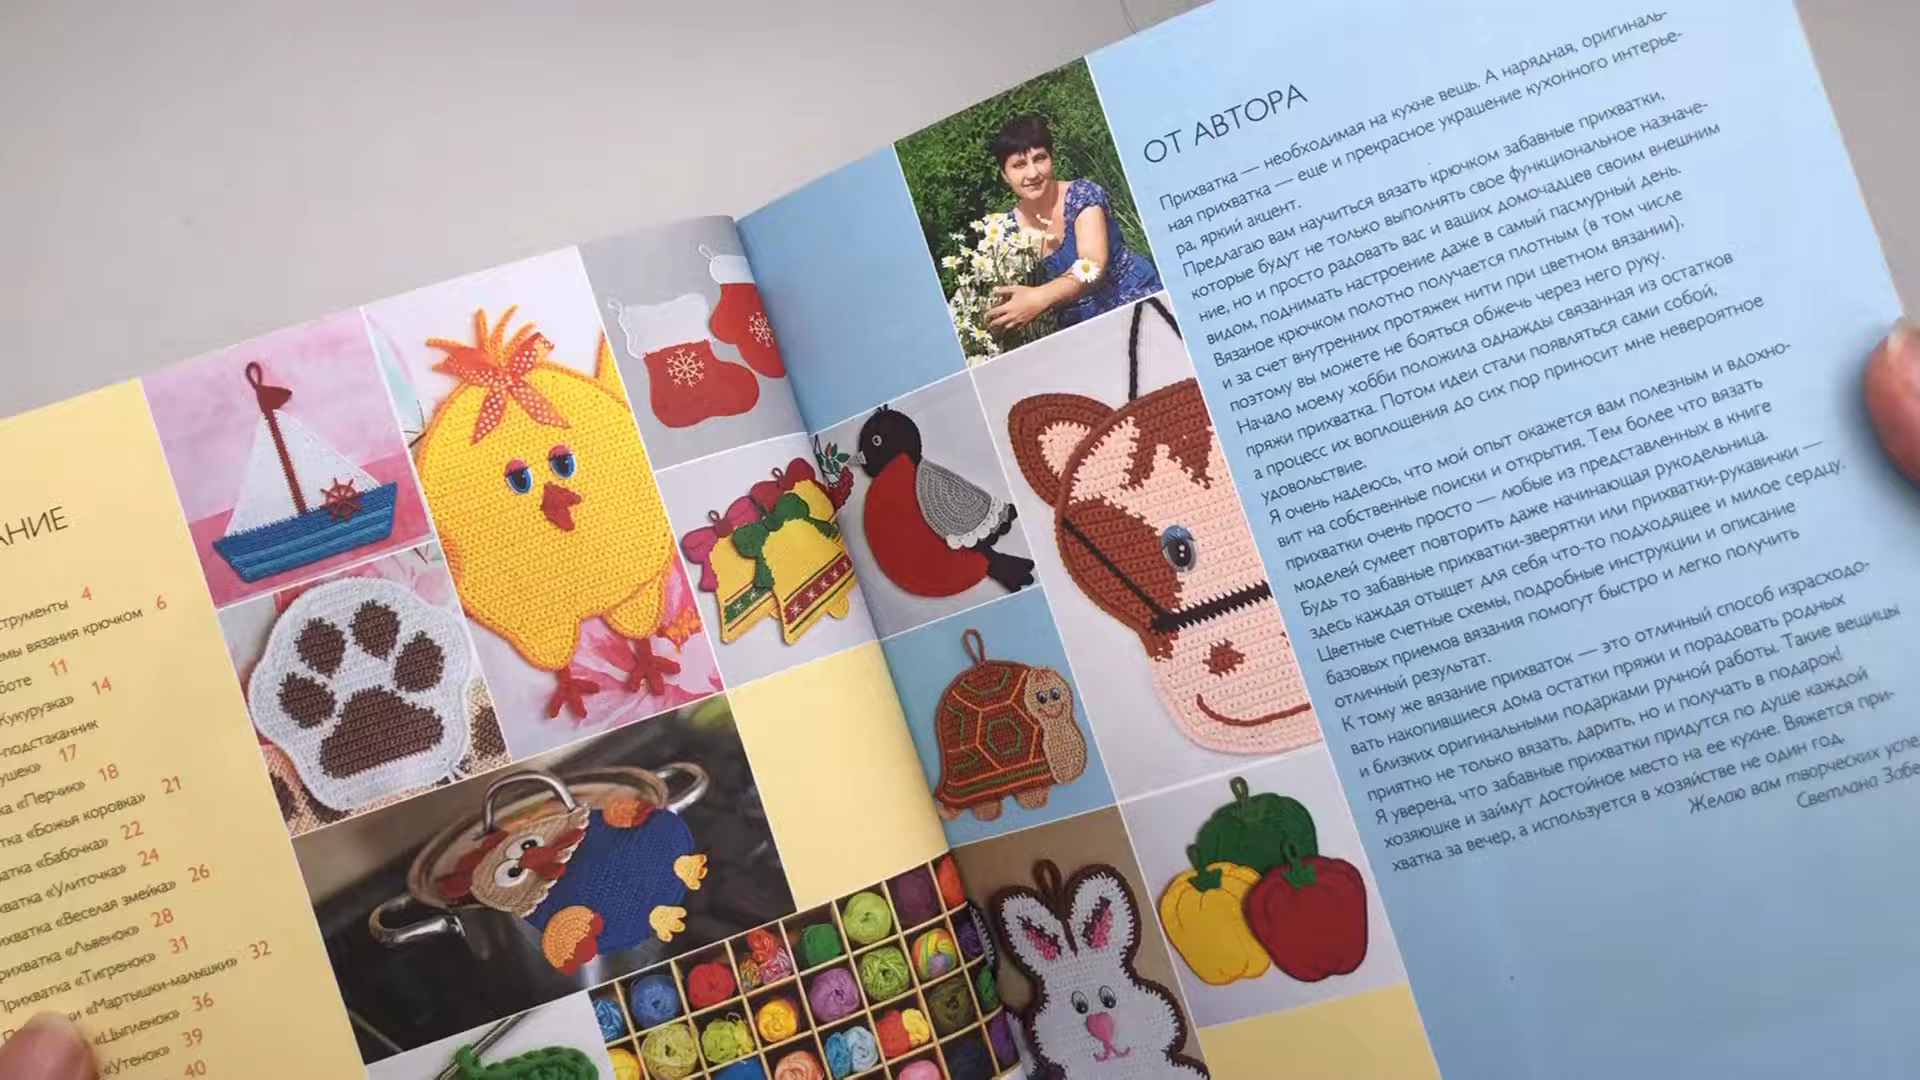 АНИЕ
струменты 4
емы вязания крючком 6
боте 11
Кукурузка» 14
-подстаканник
ушею» 17
ка «Перчик» 18
тка «Божья коровка» 21
атка «Бабочка» 22
хватка «Улиточка» 24
ихватка «Веселая змейка» 26
рихватка «Львенок» 28
Прихватка «Тигренок» 31
«Мартышки-малышки» 32
«Цыпленок» 36
«Утенок» 39
40
ОТ АВТОРА
Прихватка — необходимая на кухне вещь. А нарядная, оригиналь-
ная прихватка — еще и прекрасное украшение кухонного интерье-
ра, яркий акцент.
Предлагаю вам научиться вязать крючком забавные прихватки,
которые будут не только выполнять свое функциональное назначе-
ние, но и просто радовать вас и ваших домочадцев своим внешним
видом, поднимать настроение даже в самый пасмурный день.
Вязаное крючком полотно получается плотным (в том числе
и за счет внутренних протяжек нити при цветном вязании),
поэтому вы можете не бояться обжечь через него руку.
Начало моему хобби положила однажды связанная из остатков
пряжи прихватка. Потом идеи стали появляться сами собой,
а процесс их воплощения до сих пор приносит мне невероятное
удовольствие.
Я очень надеюсь, что мой опыт окажется вам полезным и вдохно-
вит на собственные поиски и открытия. Тем более что вязать
прихватки очень просто — любые из представленных в книге
моделей сумеет повторить даже начинающая рукодельница.
Будь то забавные прихватки-зверятки или прихватки-рукавички —
здесь каждая отыщет для себя что-то подходящее и милое сердцу.
Цветные счетные схемы, подробные инструкции и описание
базовых приемов вязания помогут быстро и легко получить
отличный результат.
К тому же вязание прихваток — это отличный способ израсходо-
вать накопившиеся дома остатки пряжи и порадовать родных
и близких оригинальными подарками ручной работы. Такие вещицы
приятно не только вязать, дарить, но и получать в подарок!
Я уверена, что забавные прихватки придутся по душе каждой
хозяюшке и займут достойное место на ее кухне. Вяжется при-
хватка за вечер, а используется в хозяйстве не один год.
Желаю вам творческих успе
Светлана Забе